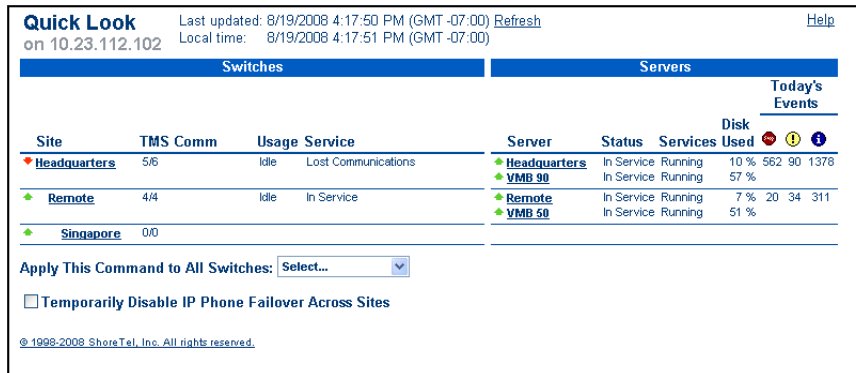 Quick Look
on 10.23.112.102
Last updated: 8/19/2008 4:17:50 PM (GMT -07:00) Refresh
Local time: 8/19/2008 4:17:51 PM (GMT -07:00)
Help
Switches
Site TMS Comm Usage Service
Headquarters 5/6 Idle Lost Communications
Remote 4/4 Idle In Service
Singapore 0/0
Servers
Today's
Events
Disk
Server Status Services Used
Headquarters In Service Running 10 % 562 90 1378
VMB 90 In Service Running 57 %
Remote In Service Running 7 % 20 34 311
VMB 50 In Service Running 51 %
Apply This Command to All Switches: Select...
Temporarily Disable IP Phone Failover Across Sites
© 1998-2008 ShoreTel, Inc. All rights reserved.